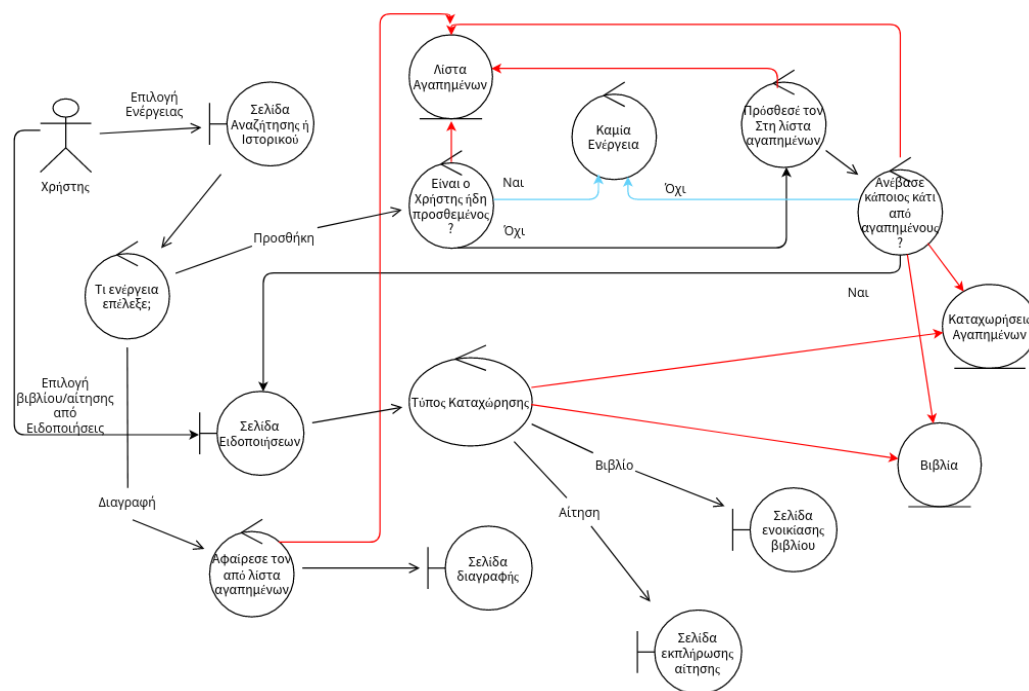 Λίστα
Αγαπημένων
Επιλογή
Ενέργειας
Σελίδα
Αναζήτησης ή
Ιστορικού
Καμία
Ενέργεια
Πρόσθεσέ τον
Στη λίστα
αγαπημένων
Χρήστης
Είναι ο
Χρήστης ήδη
προσθεμένος
?
Ναι
Όχι
Ανέβασε
κάποιος κάτι
από
αγαπημένους
?
Όχι
Προσθήκη
Τι ενέργεια
επέλεξε;
Ναι
Καταχωρήσεις
Αγαπημένων
Επιλογή
βιβλίου/αίτησης
από
Ειδοποιήσεις
Σελίδα
Ειδοποιήσεων
Τύπος Καταχώρησης
Βιβλίο
Βιβλία
Διαγραφή
Αίτηση
Σελίδα
ενοικίασης
βιβλίου
Αφαίρεσε τον
από λίστα
αγαπημένων
Σελίδα
διαγραφής
Σελίδα
εκπλήρωσης
αίτησης